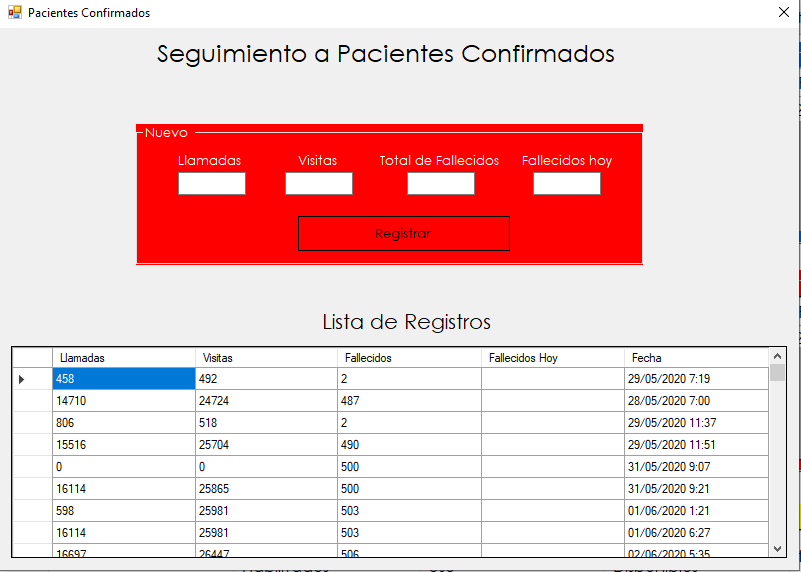 Pacientes Confirmados
Seguimiento a Pacientes Confirmados
Nuevo
Llamadas Visitas Total de Fallecidos Fallecidos hoy
Registrar
Lista de Registros
Llamadas Visitas Fallecidos Fallecidos Hoy Fecha
458 492 2 29/05/2020 7:19
14710 24724 487 28/05/2020 7:00
806 518 2 29/05/2020 11:37
15516 25704 490 29/05/2020 11:51
0 0 500 31/05/2020 9:07
16114 25865 500 31/05/2020 9:21
598 25981 503 01/06/2020 1:21
16114 25981 503 01/06/2020 6:27
16697 26447 506 02/06/2020 5:35